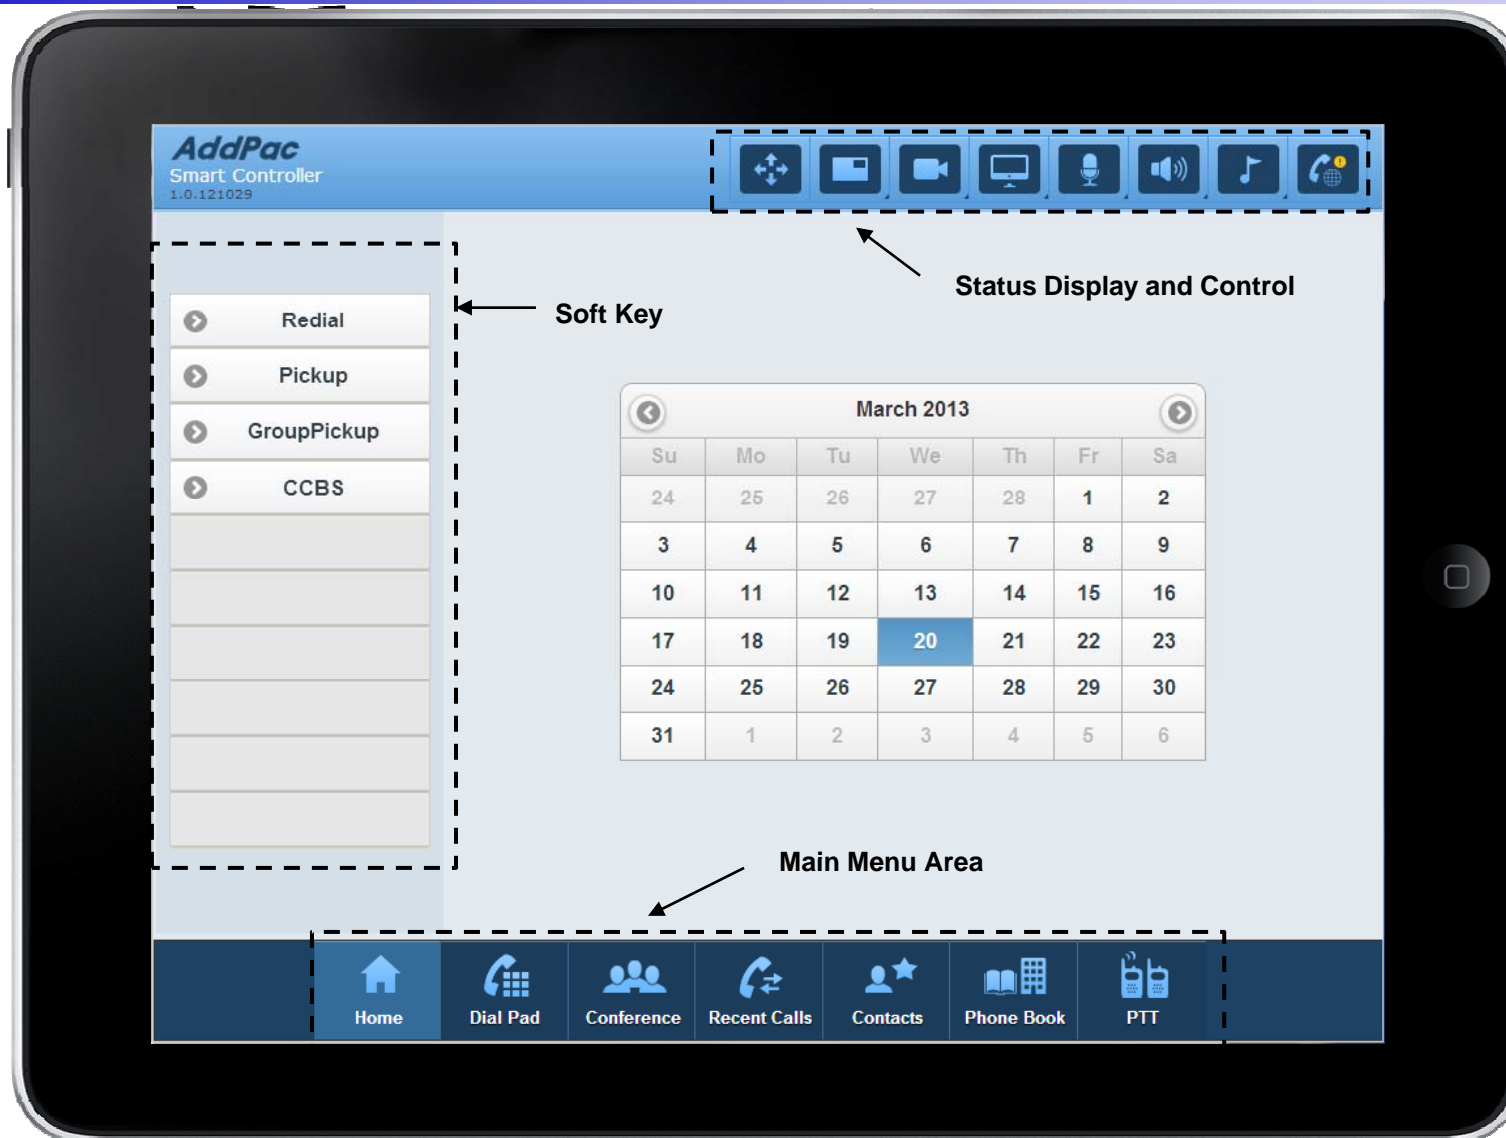 AddPac
Smart Controller
1.0.121029
Status Display and Control
Soft Key
Redial
Pickup
GroupPickup
CCBS
March 2013
Su Mo Tu We Th Fr Sa
24 25 26 27 28 1 2
3 4 5 6 7 8 9
10 11 12 13 14 15 16
17 18 19 20 21 22 23
24 25 26 27 28 29 30
31 1 2 3 4 5 6
Main Menu Area
Home Dial Pad Conference Recent Calls Contacts Phone Book PTT